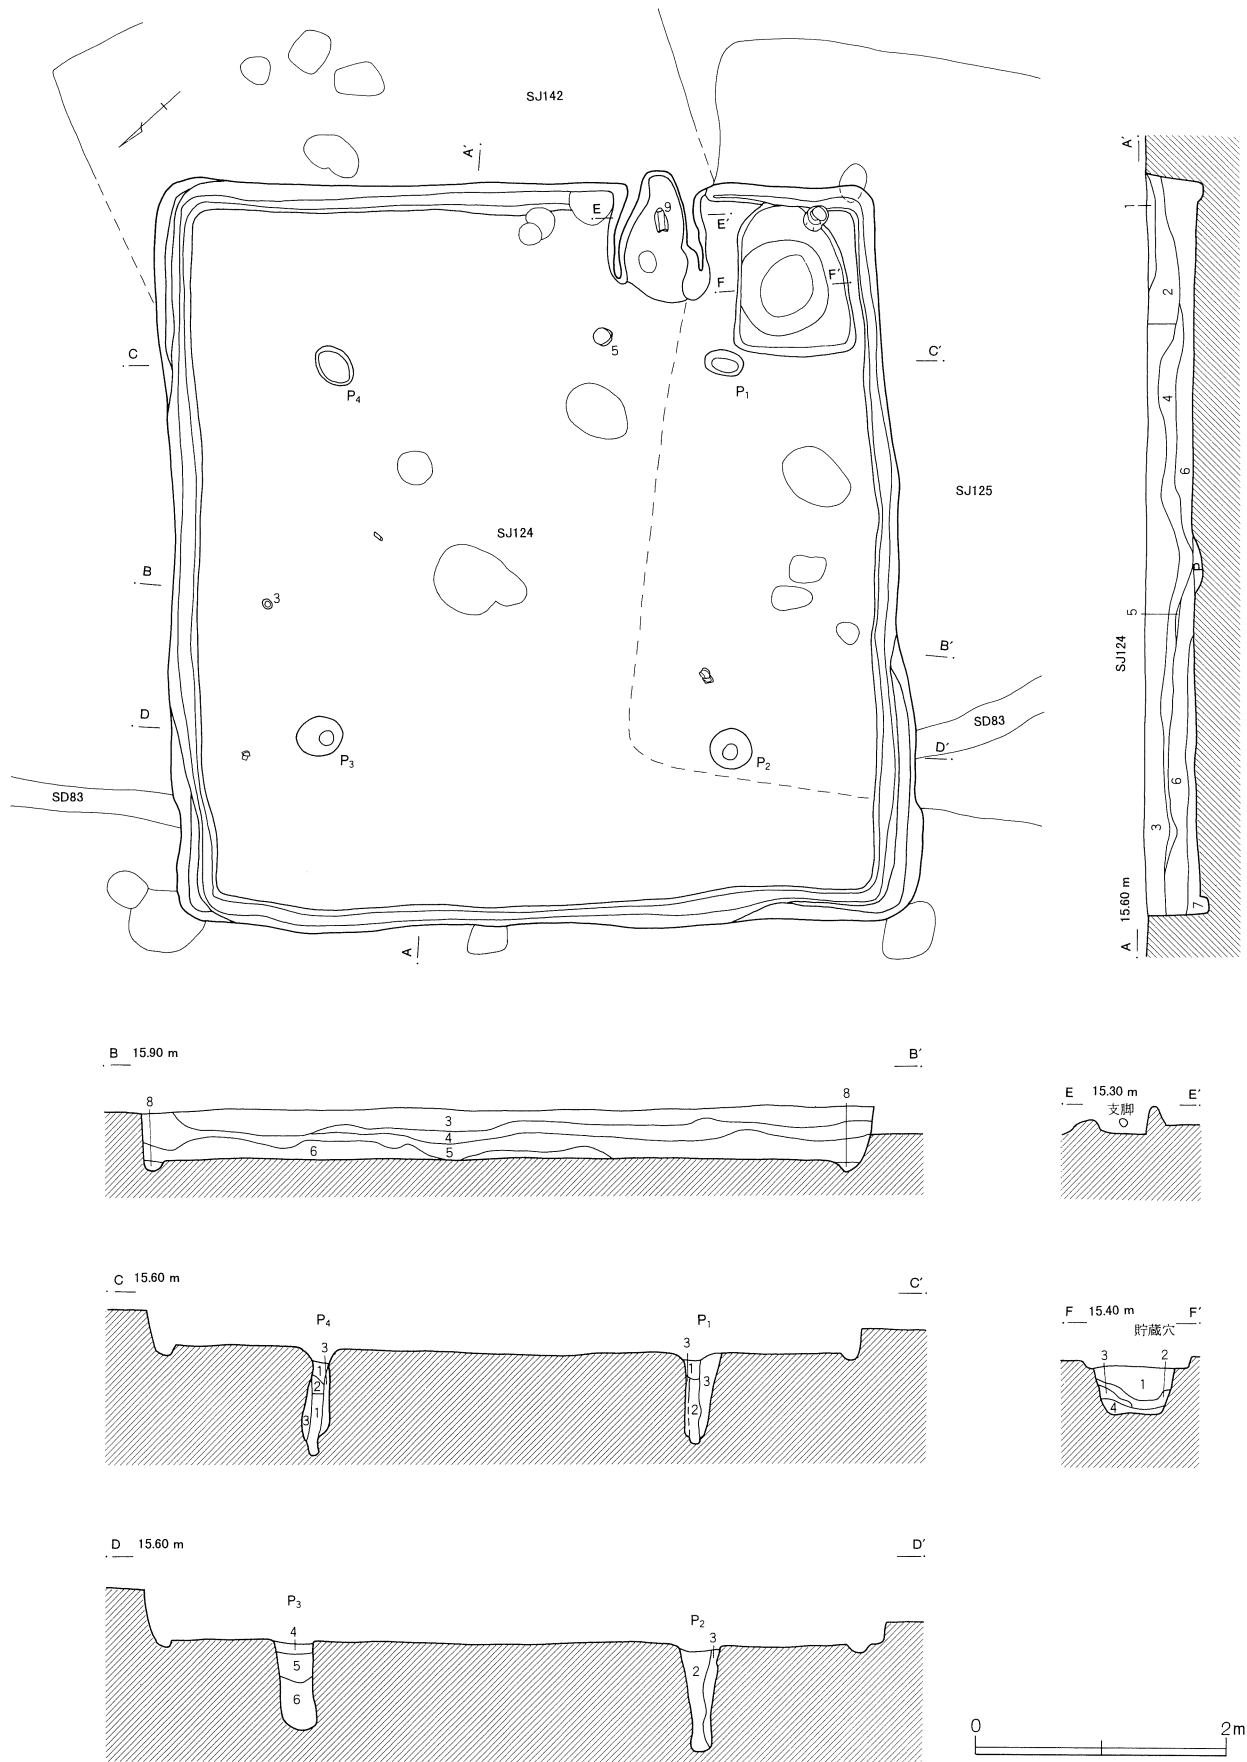 SJ142
A′
A′
E
9
E′
1
F
F′
2
5
C
C′
P₄
P₁
4
6
SJ125
SJ124
B
P
3
5
SJ124
B′
D
SD83
D′
P₃
P₂
6
SD83
3
15.60 m
7
A
A
B 15.90 m
B′
8
8
3
4
6
5
E 15.30 m E′
支脚
C 15.60 m
C′
P₄
P₁
3
1
2
1
3
3
1
3
2
F 15.40 m F′
貯蔵穴
3
2
1
4
D 15.60 m
D′
P₃
4
5
6
P₂
3
2
0
2m